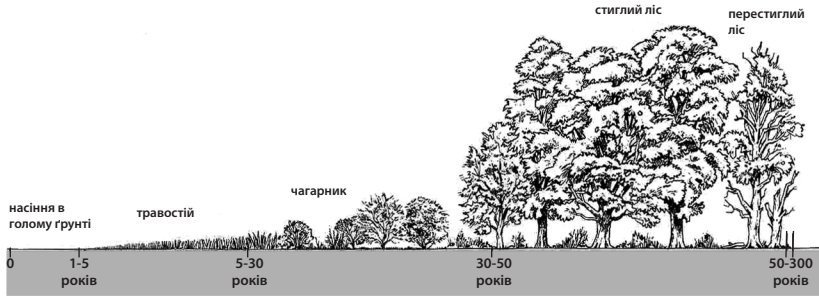 стиглий ліс
перестиглий
ліс
чагарник
насіння в
голому ґрунті
травостій
0
1-5
років
5-30
років
30-50
років
50-300
років